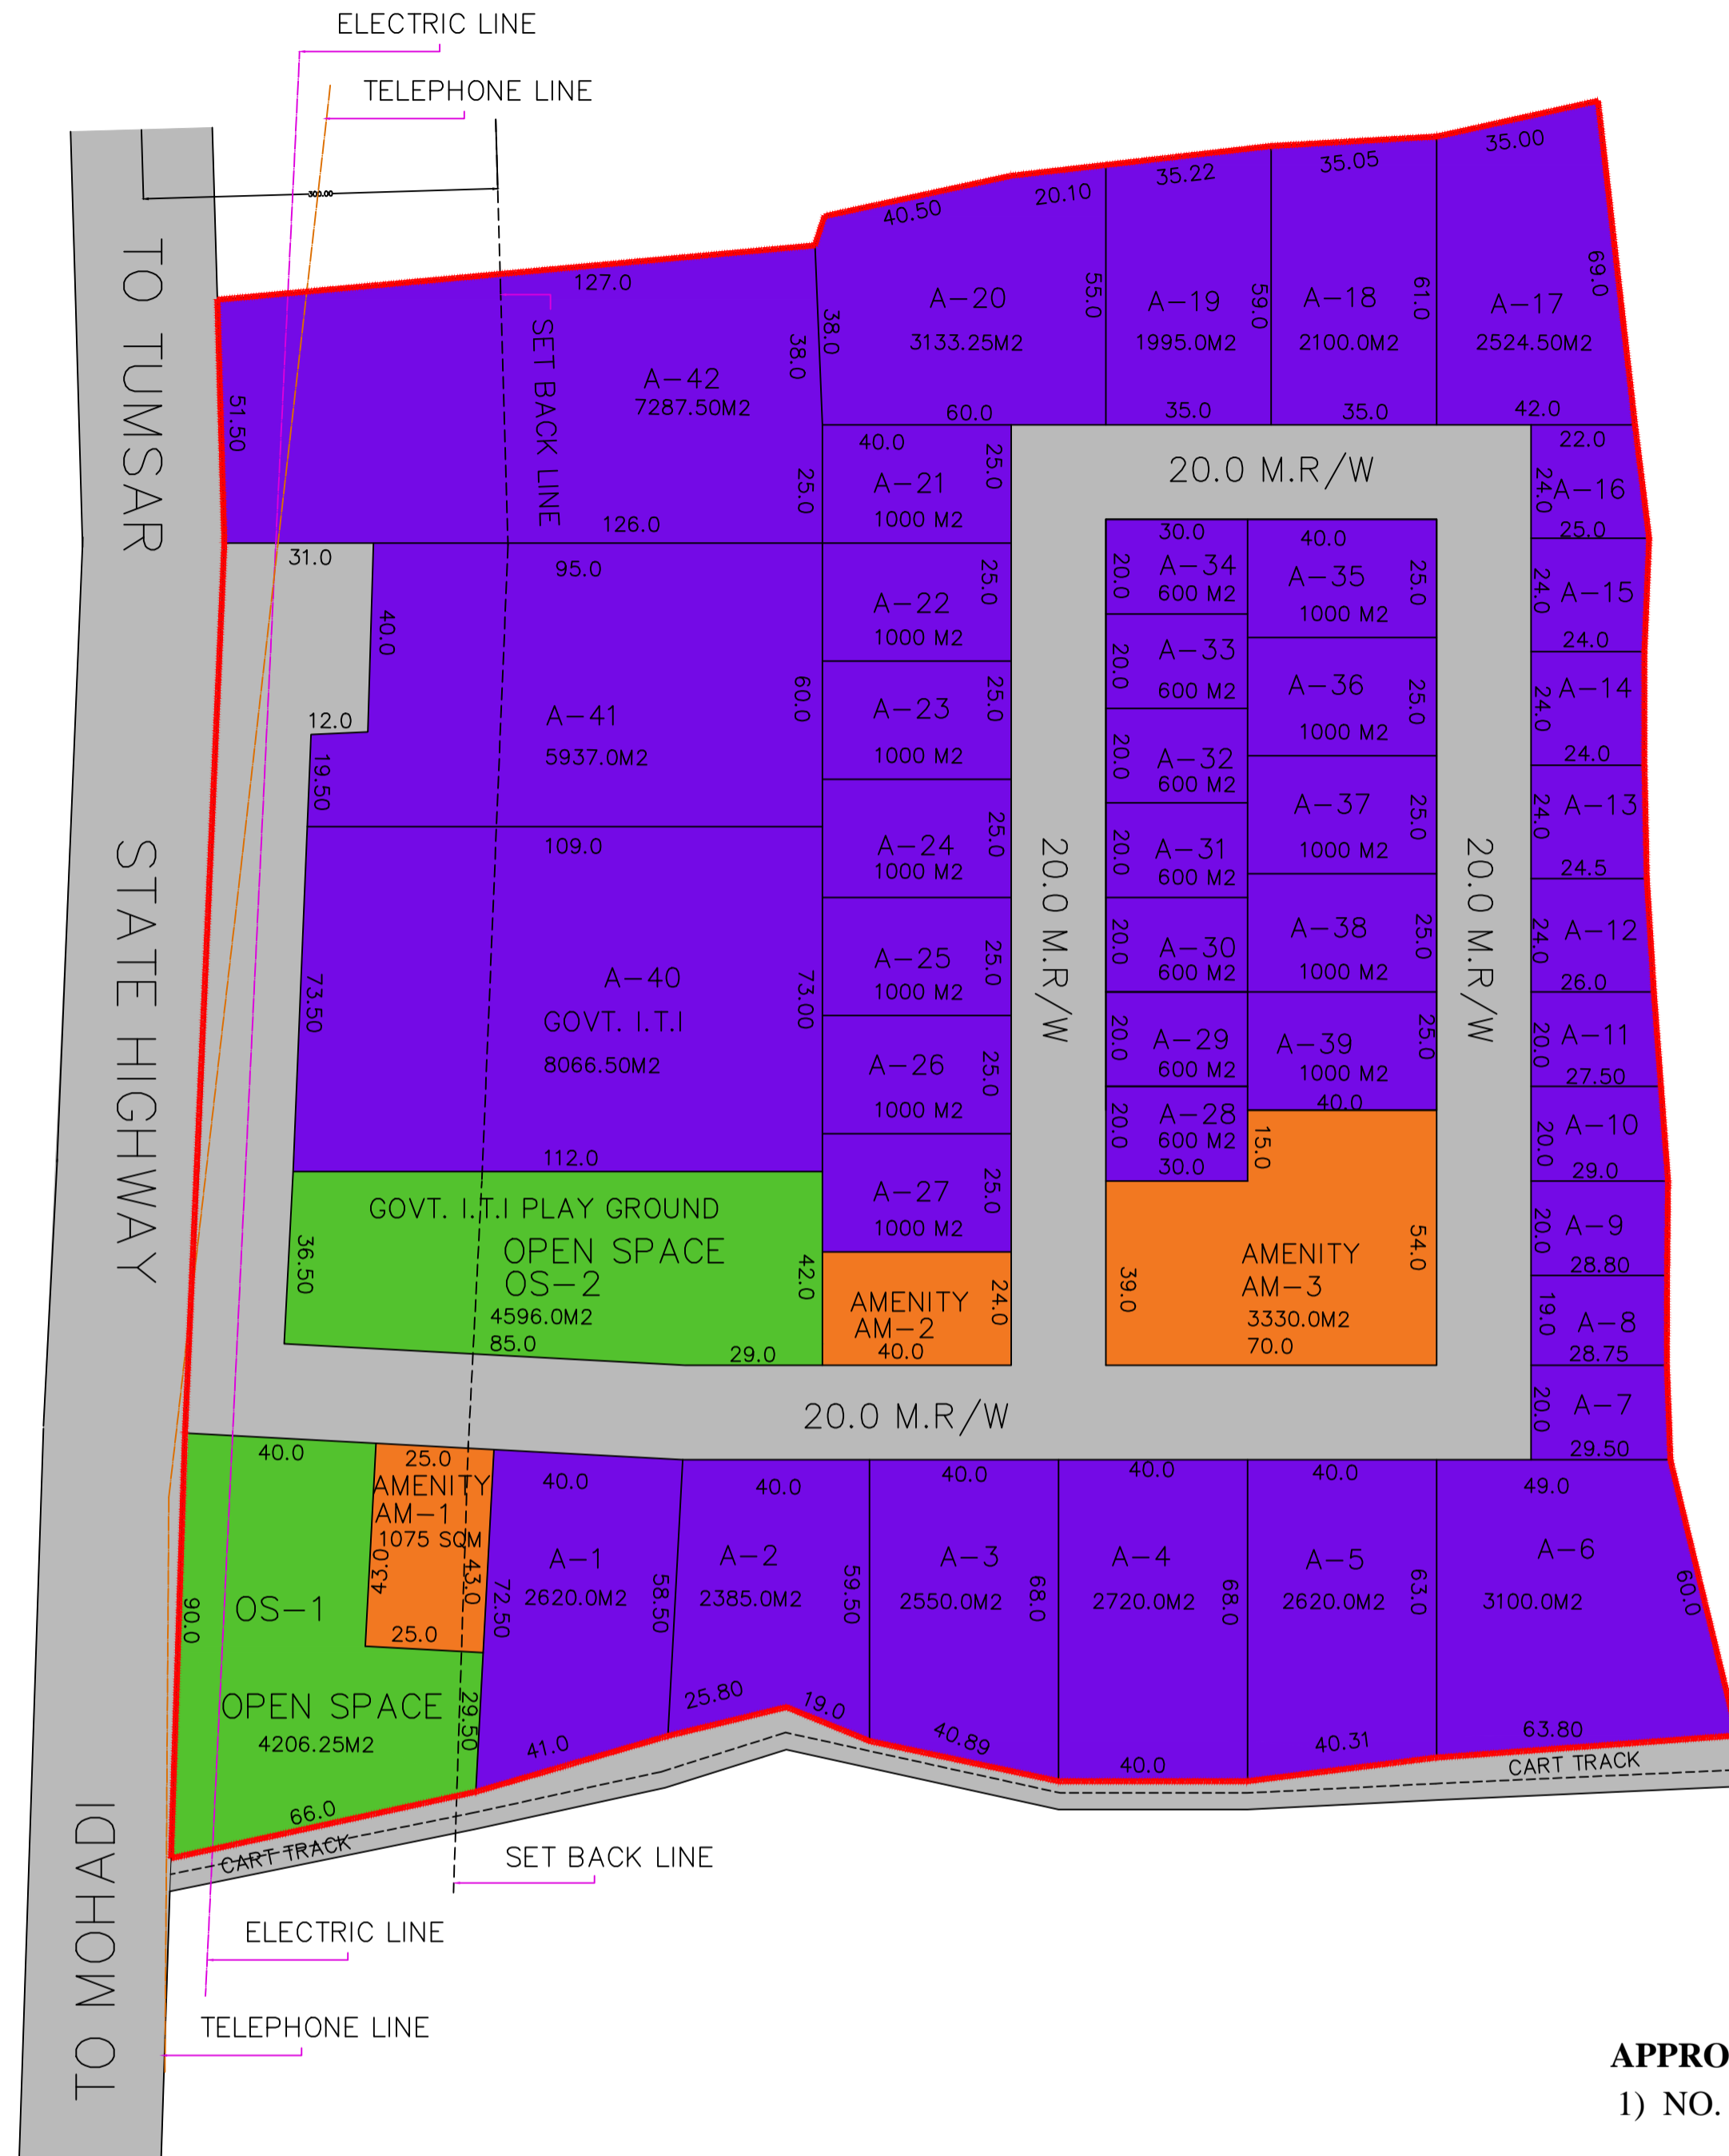 ELECTRIC LINE
TELEPHONE LINE
300.00
TO TUMSAR
STATE HIGHWAY
TO MOHADI
127.0
51.50
SET BACK LINE
A-42
7287.50M2
38.0
25.0
126.0
38.0
40.50
20.10
A-20
3133.25M2
55.0
60.0
35.22
A-19
1995.0M2
59.0
35.0
35.05
A-18
2100.0M2
61.0
35.0
35.00
A-17
2524.50M2
69.0
42.0
31.0
95.0
40.0
12.0
19.50
A-41
5937.0M2
60.0
109.0
73.50
A-40
GOVT. I.T.I
8066.50M2
73.00
112.0
GOVT. I.T.I PLAY GROUND
OPEN SPACE
OS-2
4596.0M2
36.50
42.0
85.0
29.0
40.0
A-21
1000 M2
25.0
A-22
1000 M2
25.0
A-23
1000 M2
25.0
A-24
1000 M2
25.0
A-25
1000 M2
25.0
A-26
1000 M2
25.0
A-27
1000 M2
25.0
AMENITY
AM-2
40.0
24.0
20.0 M.R/W
20.0 M.R/W
20.0 M.R/W
20.0 M.R/W
30.0
A-34
600 M2
20.0
A-33
600 M2
20.0
A-32
600 M2
20.0
A-31
600 M2
20.0
A-30
600 M2
20.0
A-29
600 M2
20.0
A-28
600 M2
20.0
30.0
40.0
A-35
1000 M2
25.0
A-36
1000 M2
25.0
A-37
1000 M2
25.0
A-38
1000 M2
25.0
A-39
1000 M2
25.0
40.0
15.0
AMENITY
AM-3
3330.0M2
70.0
39.0
54.0
22.0
A-16
24.0
25.0
A-15
24.0
24.0
A-14
24.0
24.0
A-13
24.0
24.5
A-12
24.0
26.0
A-11
20.0
27.50
A-10
20.0
29.0
A-9
20.0
28.80
A-8
19.0
28.75
A-7
20.0
29.50
40.0
OS-1
OPEN SPACE
4206.25M2
90.0
66.0
29.50
25.0
AMENITY
AM-1
1075 SQM
43.0
43.0
25.0
40.0
A-1
2620.0M2
72.50
41.0
40.0
A-2
2385.0M2
58.50
25.80
19.0
40.0
A-3
2550.0M2
59.50
40.89
40.0
A-4
2720.0M2
68.0
40.0
40.0
A-5
2620.0M2
68.0
40.31
49.0
A-6
3100.0M2
63.0
60.0
63.80
CART TRACK
CART TRACK
SET BACK LINE
ELECTRIC LINE
TELEPHONE LINE
APPRO
1) NO.